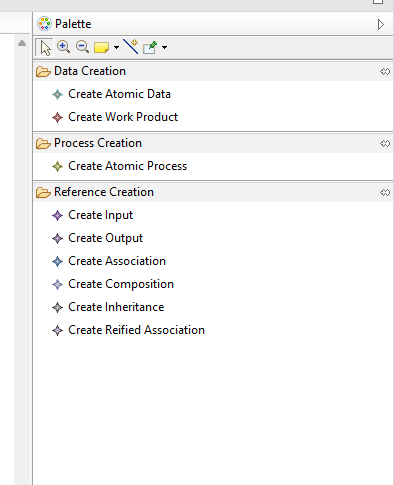 Palette
Data Creation
Create Atomic Data
Create Work Product
Process Creation
Create Atomic Process
Reference Creation
Create Input
Create Output
Create Association
Create Composition
Create Inheritance
Create Reified Association